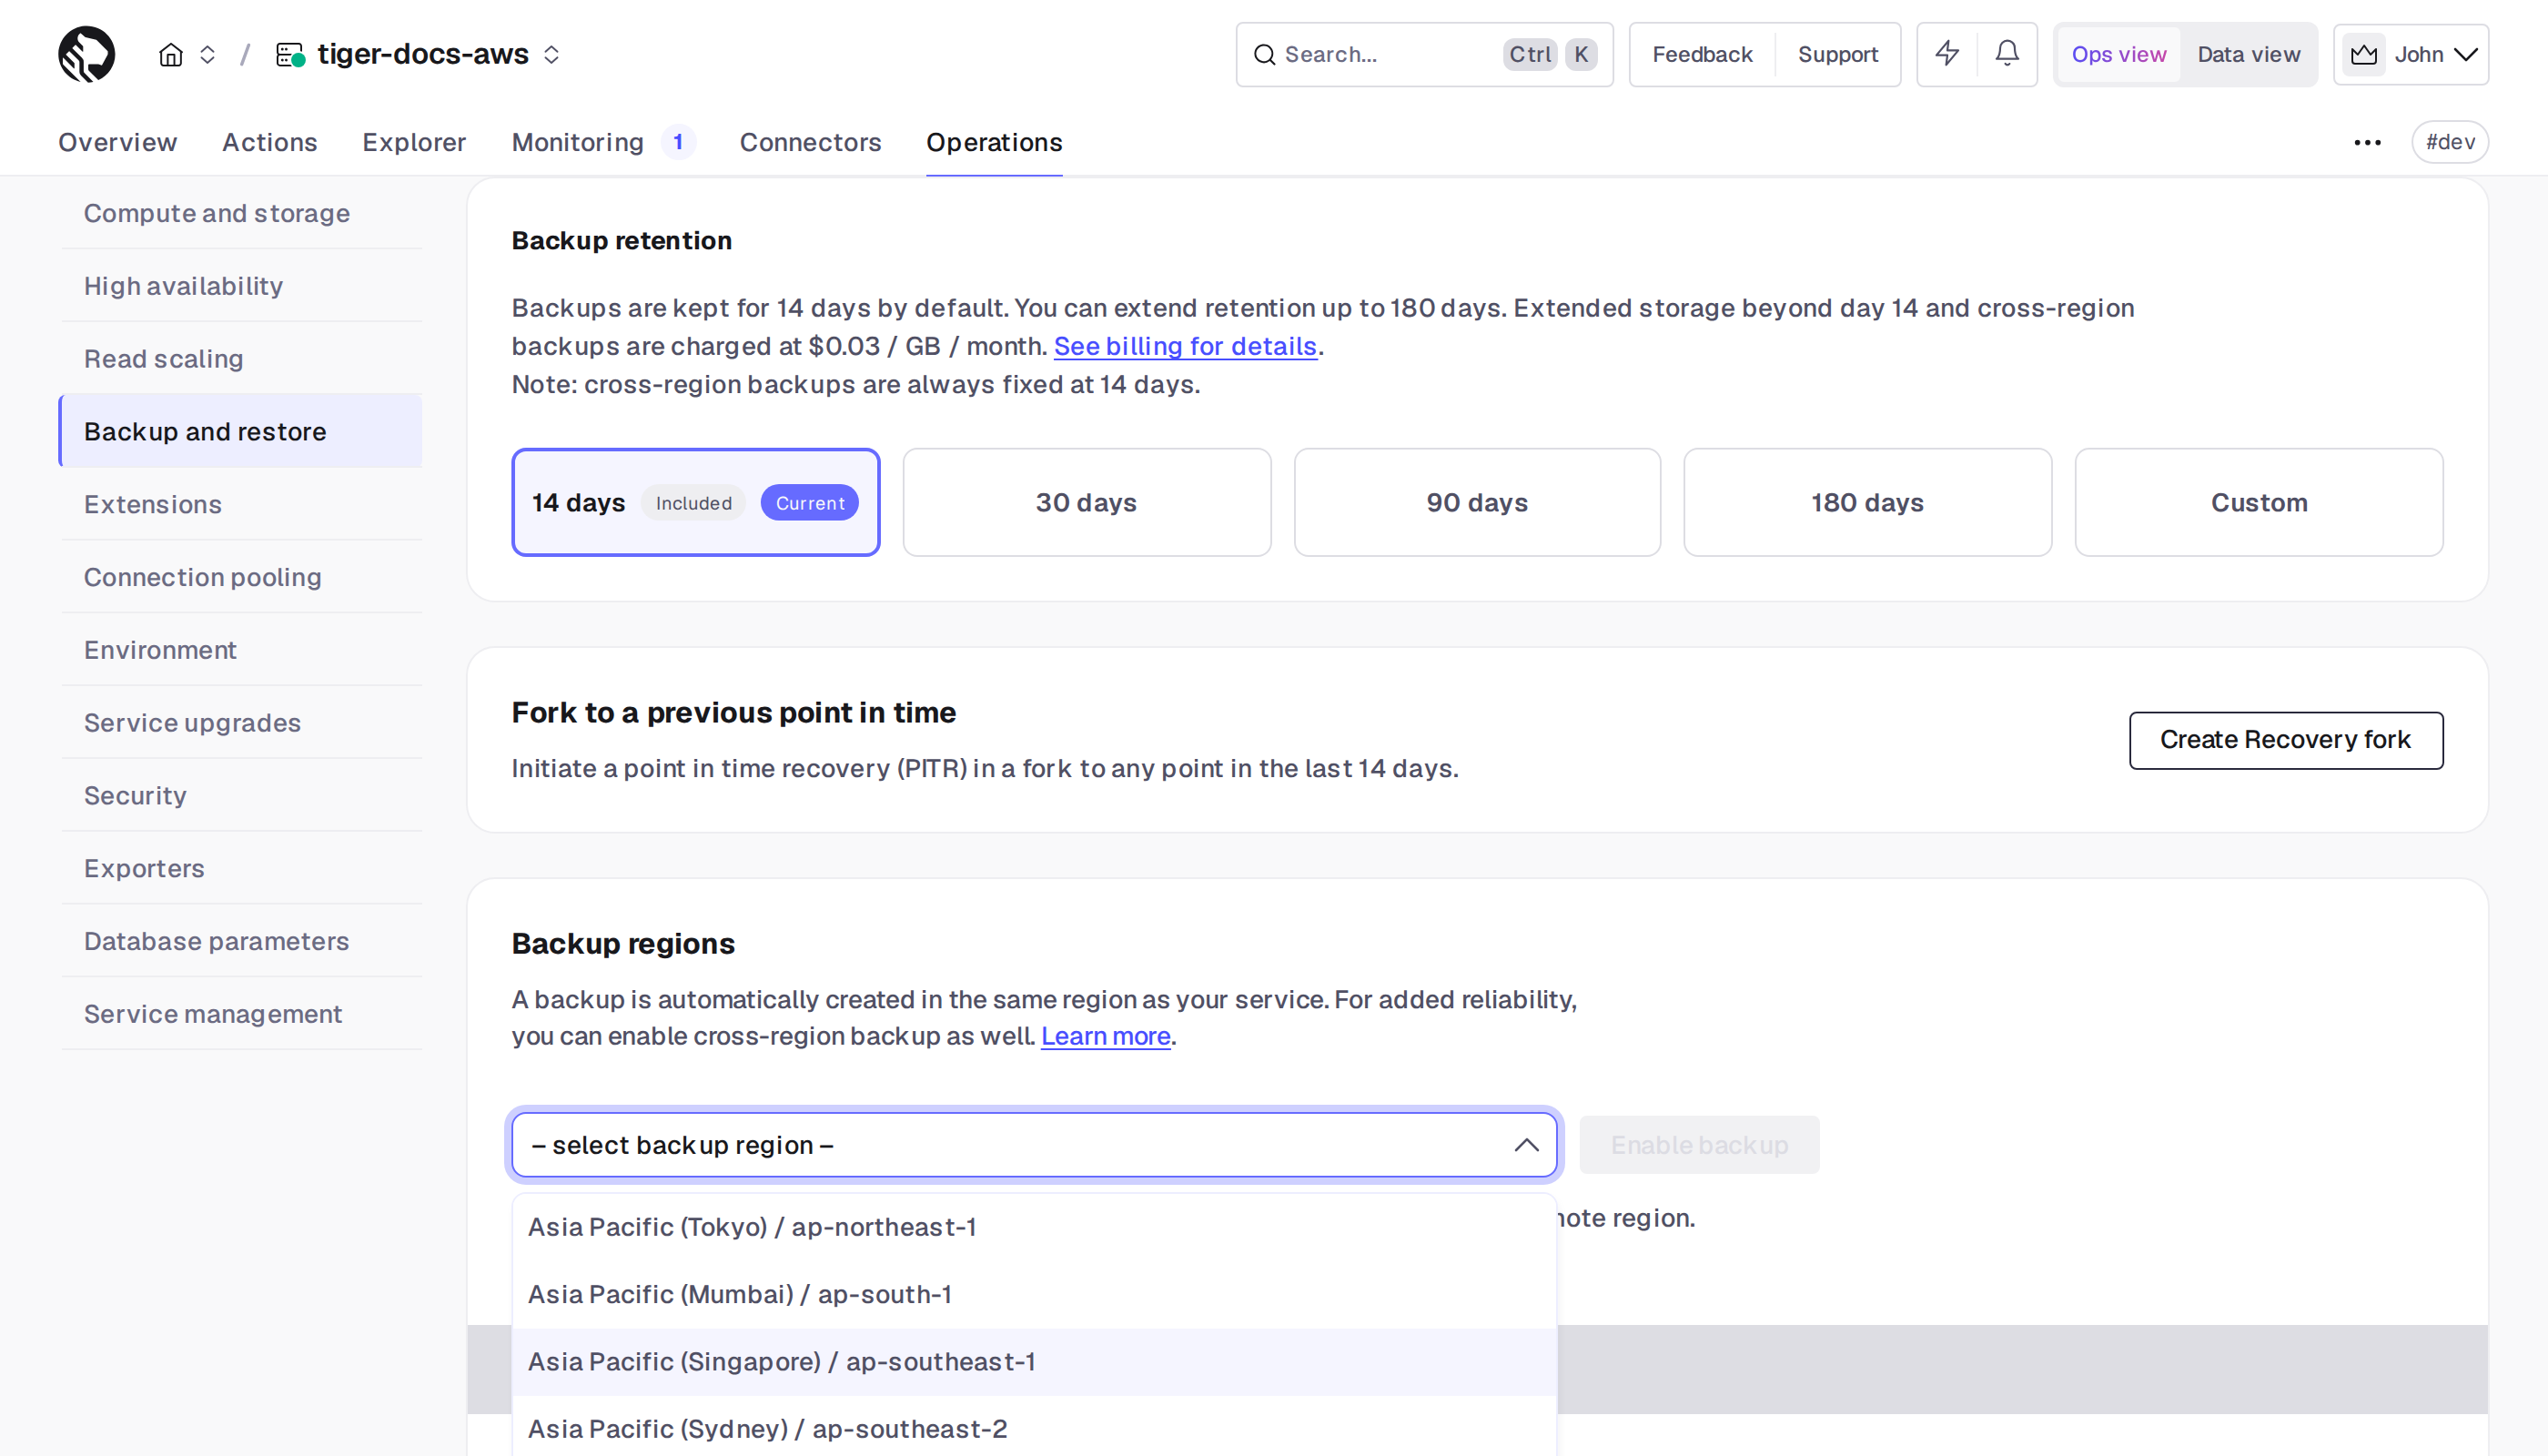 tiger-docs-aws
Search... Ctrl K
Feedback Support
Ops view Data view
John
Overview Actions Explorer Monitoring 1 Connectors Operations
#dev
Compute and storage
High availability
Read scaling
Backup and restore
Extensions
Connection pooling
Environment
Service upgrades
Security
Exporters
Database parameters
Service management
Backup retention
Backups are kept for 14 days by default. You can extend retention up to 180 days. Extended storage beyond day 14 and cross-region
backups are charged at $0.03 / GB / month. See billing for details.
Note: cross-region backups are always fixed at 14 days.
14 days Included Current
30 days
90 days
180 days
Custom
Fork to a previous point in time
Initiate a point in time recovery (PITR) in a fork to any point in the last 14 days.
Create Recovery fork
Backup regions
A backup is automatically created in the same region as your service. For added reliability,
you can enable cross-region backup as well. Learn more.
– select backup region –
Enable backup
region.
Asia Pacific (Tokyo) / ap-northeast-1
Asia Pacific (Mumbai) / ap-south-1
Asia Pacific (Singapore) / ap-southeast-1
Asia Pacific (Sydney) / ap-southeast-2